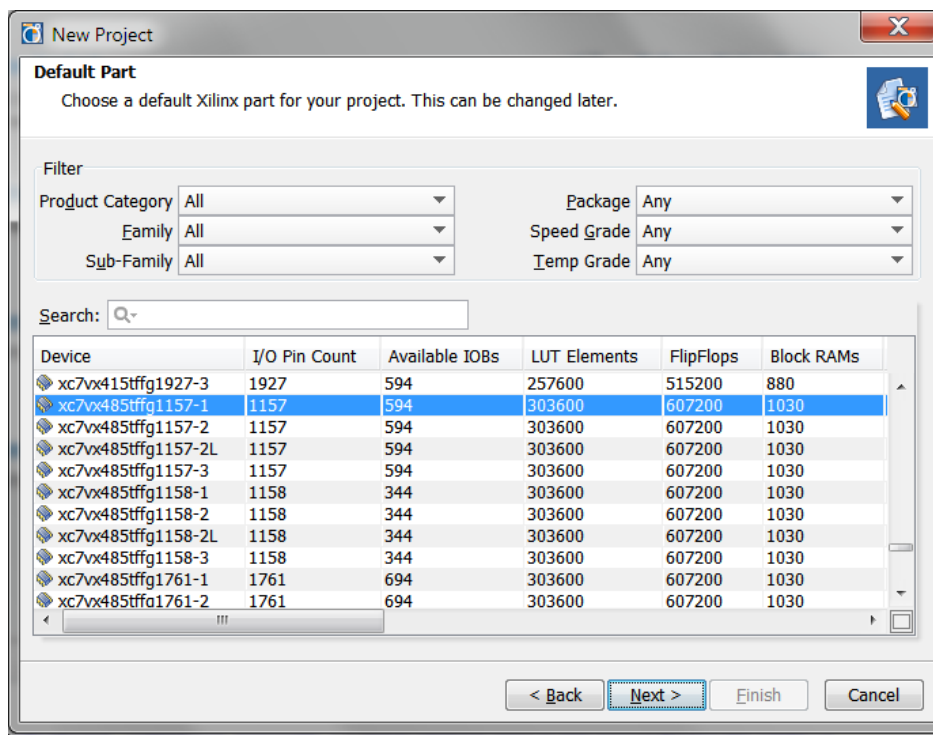 New Project
Default Part
Choose a default Xilinx part for your project. This can be changed later.
Filter
Product Category All Package Any
Family All Speed Grade Any
Sub-Family All Temp Grade Any
Search:
Device I/O Pin Count Available IOBs LUT Elements FlipFlops Block RAMs
xc7vx415tffg1927-3 1927 594 257600 515200 880
xc7vx485tffg1157-1 1157 594 303600 607200 1030
xc7vx485tffg1157-2 1157 594 303600 607200 1030
xc7vx485tffg1157-2L 1157 594 303600 607200 1030
xc7vx485tffg1157-3 1157 594 303600 607200 1030
xc7vx485tffg1158-1 1158 344 303600 607200 1030
xc7vx485tffg1158-2 1158 344 303600 607200 1030
xc7vx485tffg1158-2L 1158 344 303600 607200 1030
xc7vx485tffg1158-3 1158 344 303600 607200 1030
xc7vx485tffg1761-1 1761 694 303600 607200 1030
xc7vx485tffg1761-2 1761 694 303600 607200 1030
< Back Next > Finish Cancel